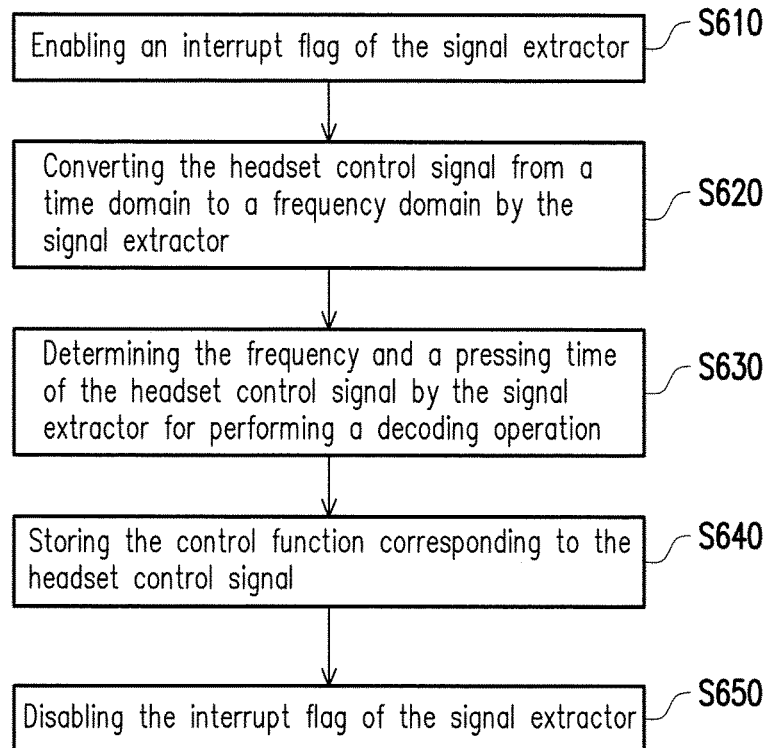 Enabling an interrupt flag of the signal extractor
S610
Converting the headset control signal from a
time domain to a frequency domain by the
signal extractor
S620
Determining the frequency and a pressing time
of the headset control signal by the signal
extractor for performing a decoding operation
S630
Storing the control function corresponding to the
headset control signal
S640
Disabling the interrupt flag of the signal extractor
S650